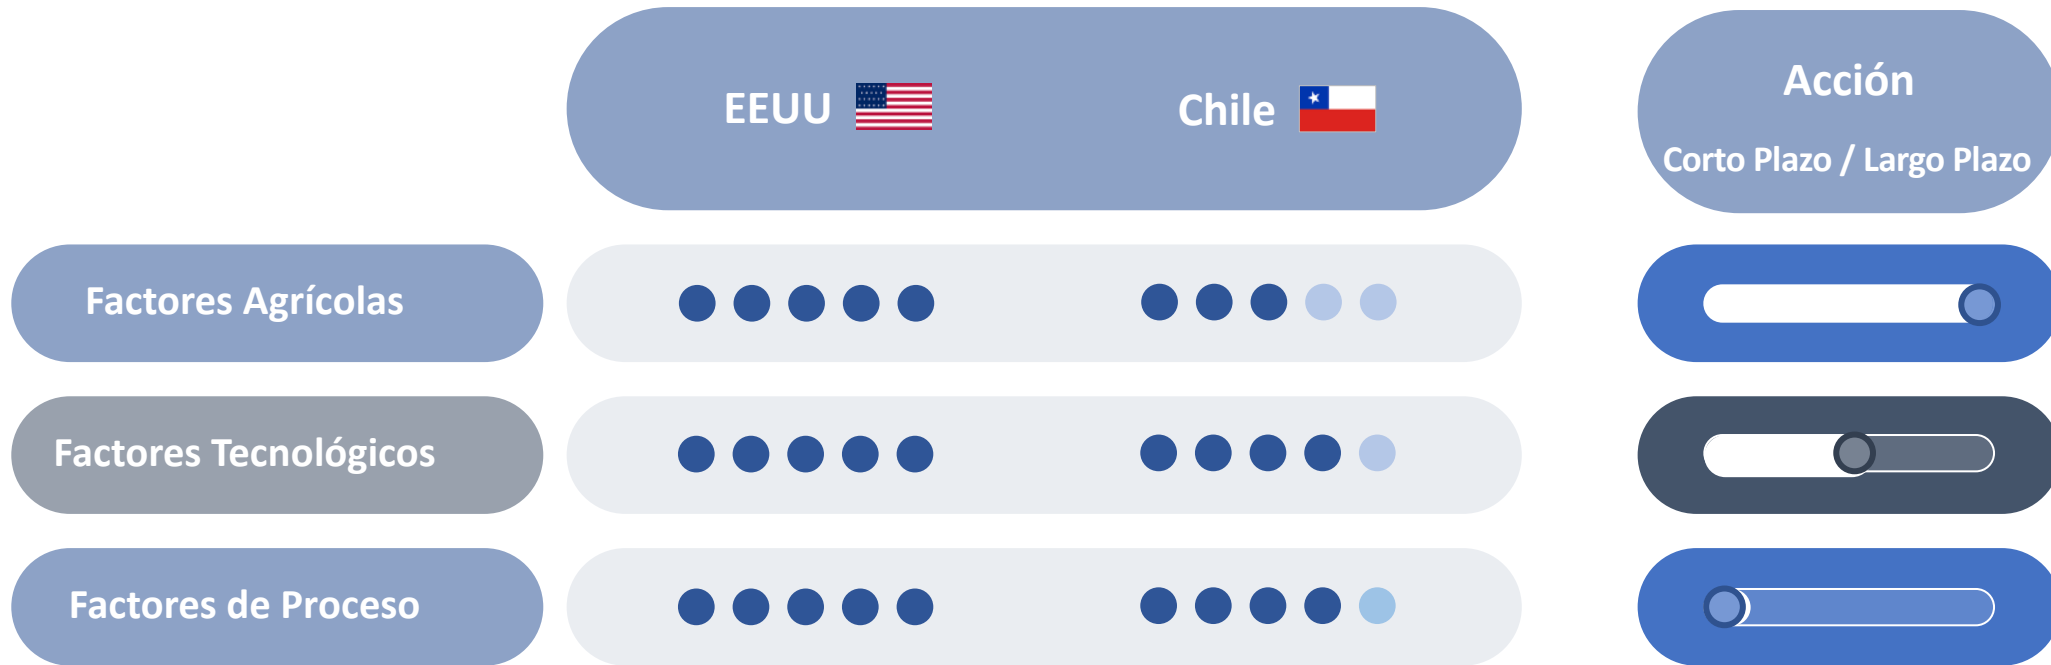 EEUU
Chile
Acción
Corto Plazo / Largo Plazo
Factores Agrícolas
Factores Tecnológicos
Factores de Proceso